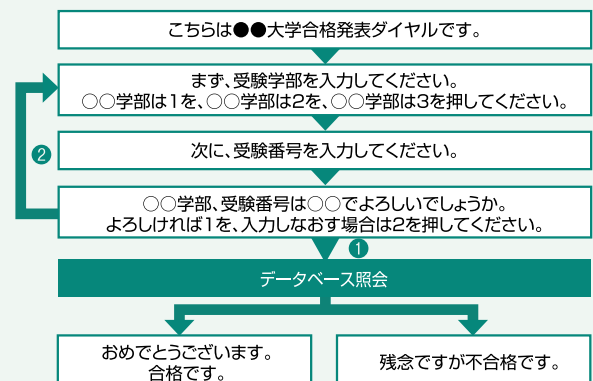 こちらは●●大学合格発表ダイヤルです。
まず、受験学部を入力してください。
○○学部は1を、○○学部は2を、○○学部は3を押してください。
❷
次に、受験番号を入力してください。
○○学部、受験番号は○○でよろしいでしょうか。
よろしければ1を、入力しなおす場合は2を押してください。
❶
データベース照会
おめでとうございます。
合格です。
残念ですが不合格です。